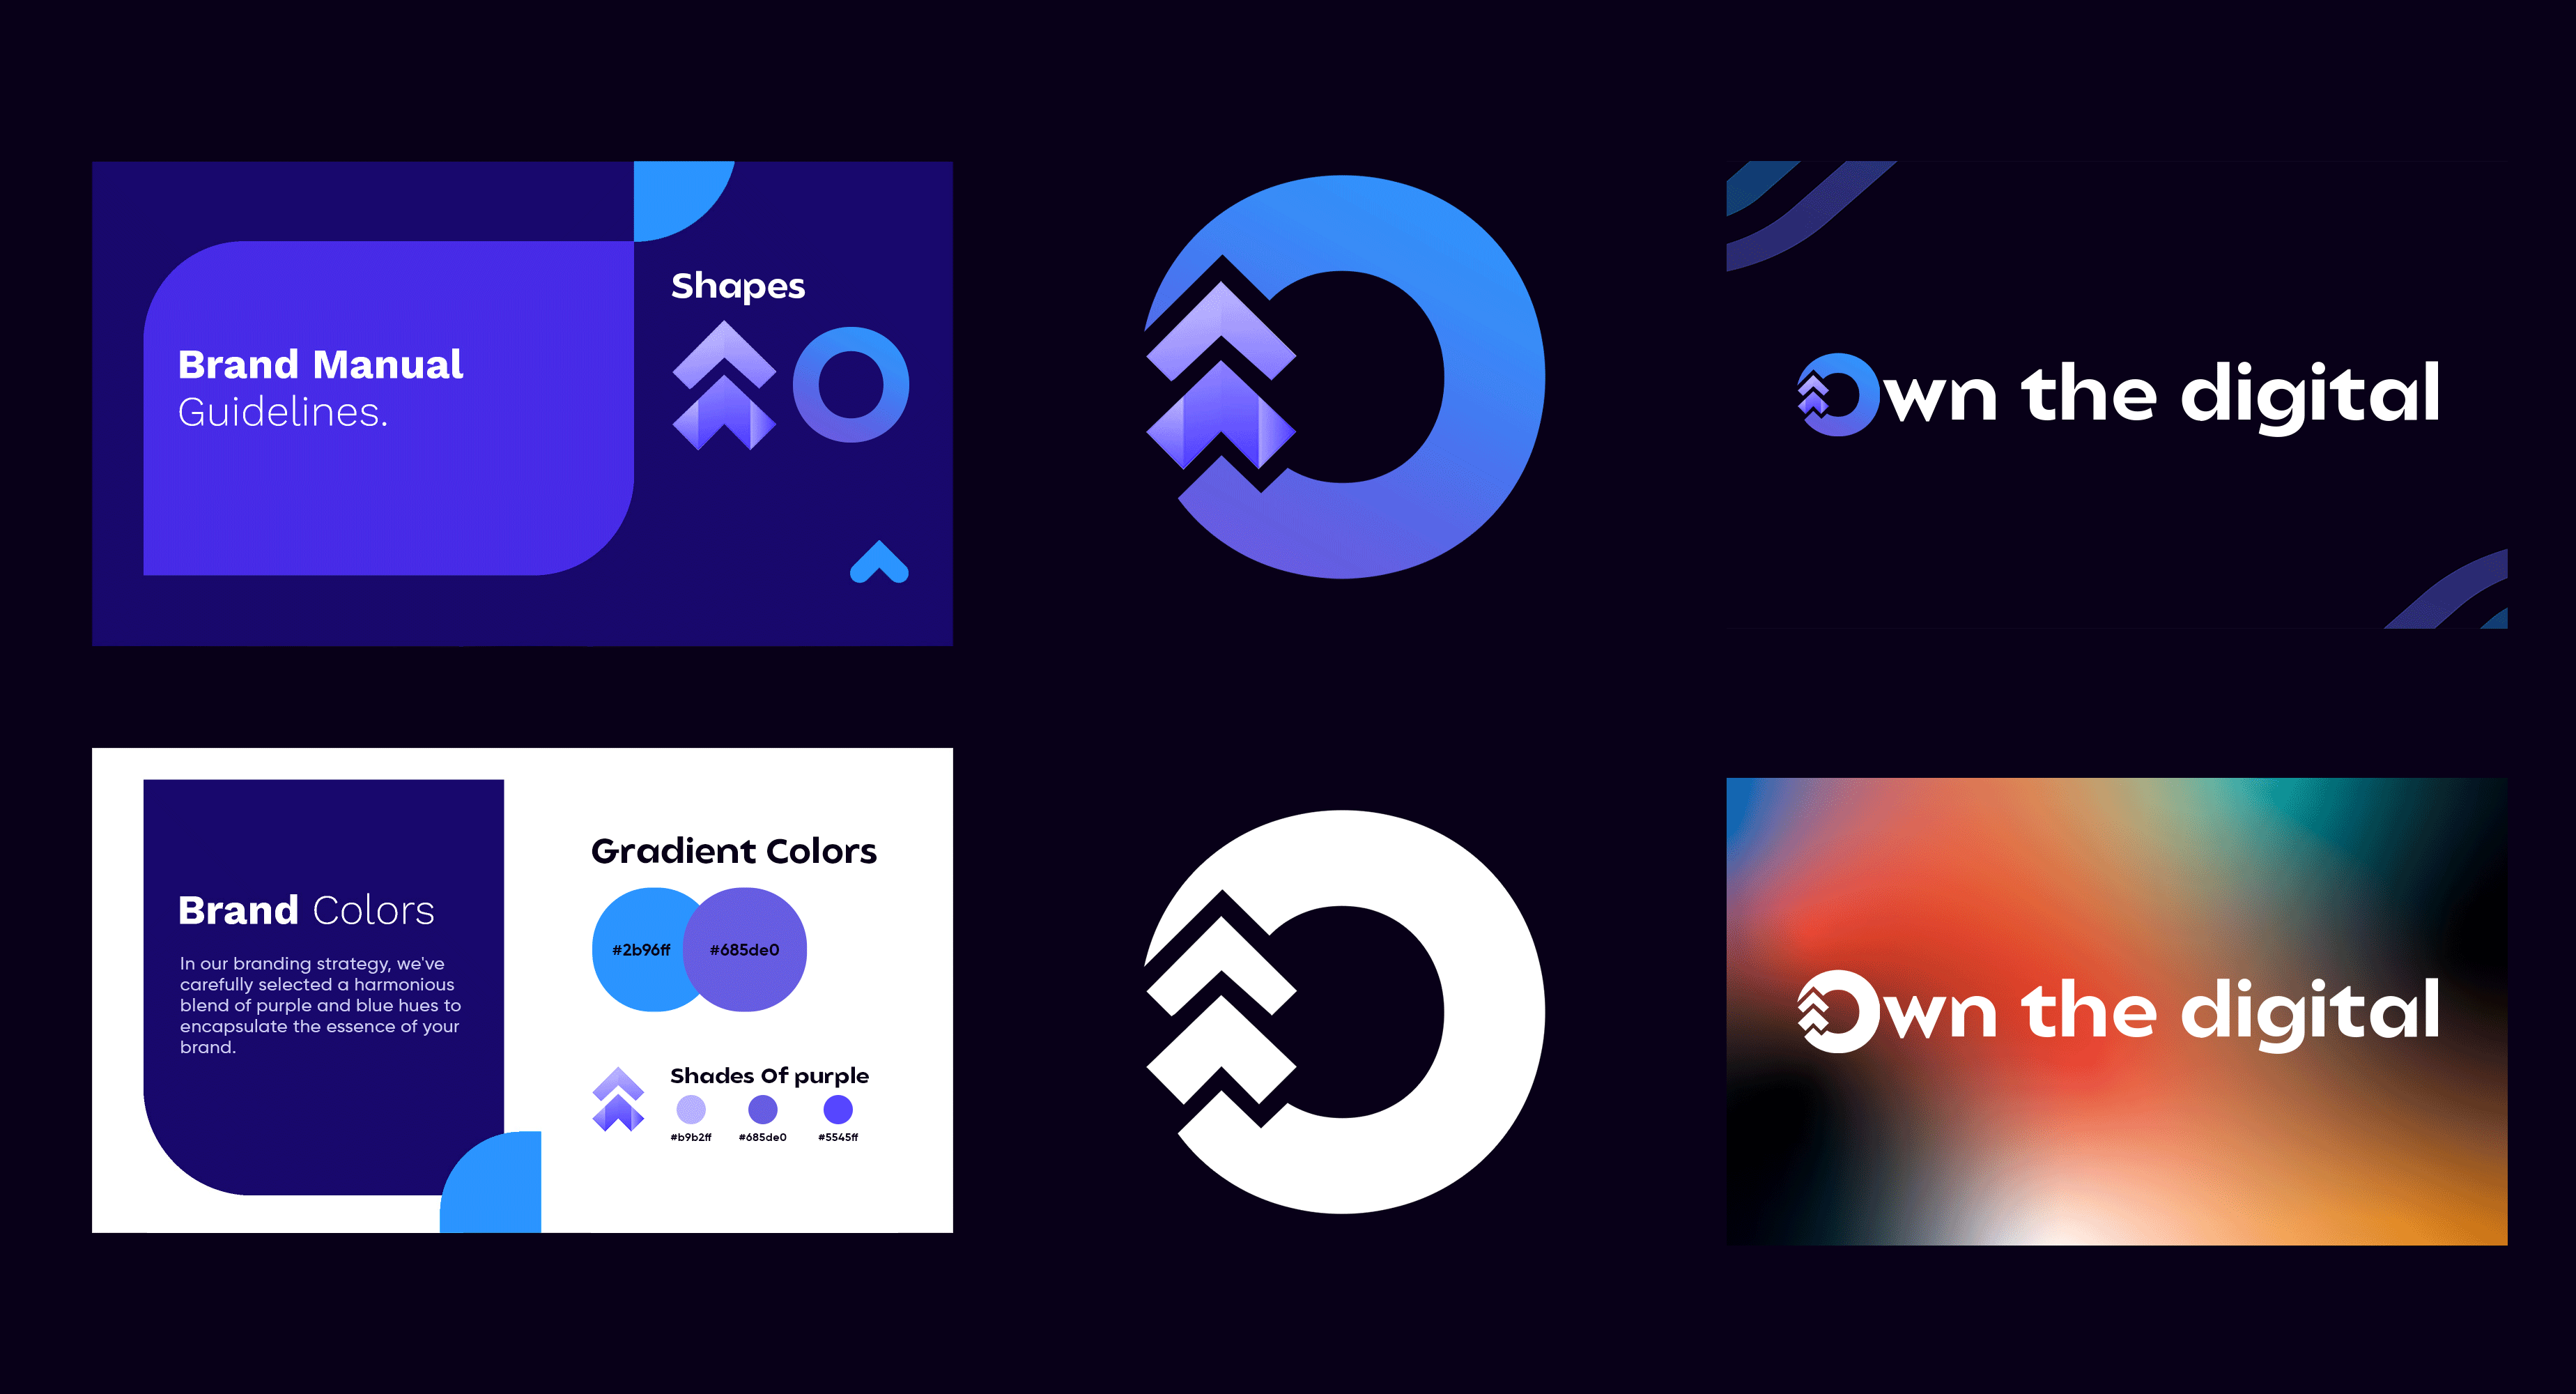 Brand Manual
Guidelines.
Shapes
Own the digital
Brand Colors
In our branding strategy, we've
carefully selected a harmonious
blend of purple and blue hues to
encapsulate the essence of your
brand.
Gradient Colors
#2b96ff
#685de0
Shades Of purple
#b9b2ff
#685de0
#5545ff
Own the digital